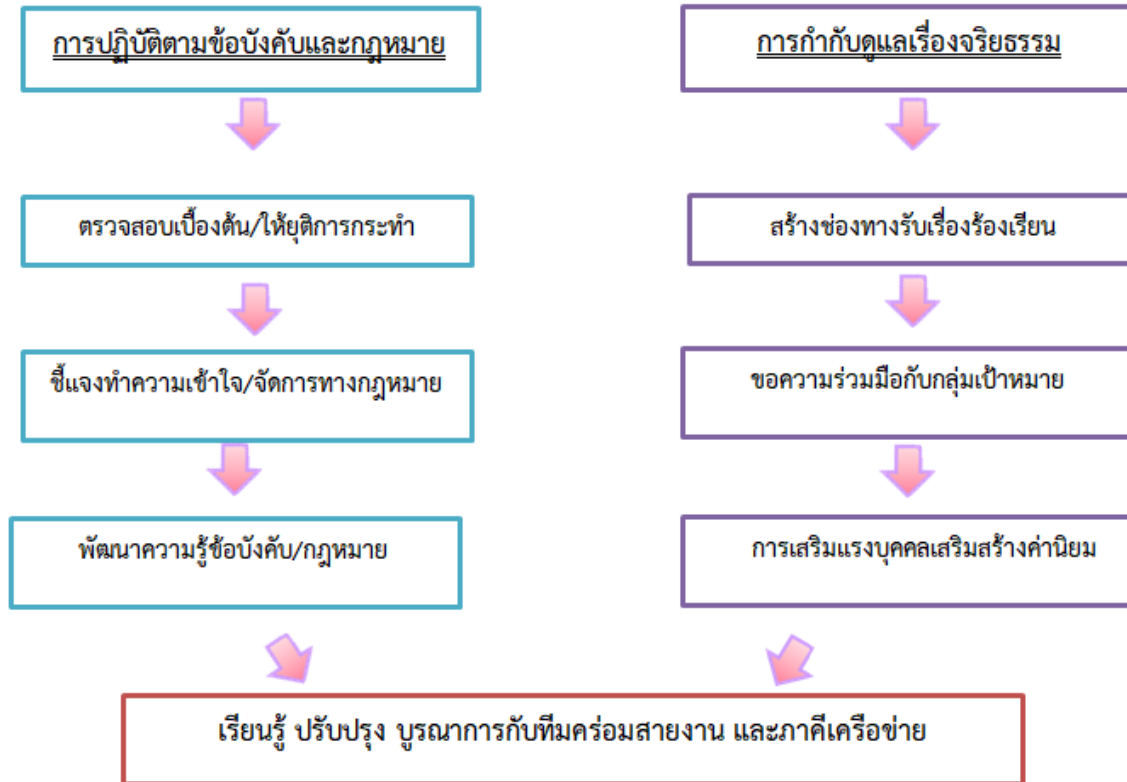 การปฏิบัติตามข้อบังคับและกฎหมาย
ตรวจสอบเบื้องต้น/ให้ยุติการกระทำ
ชี้แจงทำความเข้าใจ/จัดการทางกฎหมาย
พัฒนาความรู้ข้อบังคับ/กฎหมาย
การกำกับดูแลเรื่องจริยธรรม
สร้างช่องทางรับเรื่องร้องเรียน
ขอความร่วมมือกับกลุ่มเป้าหมาย
การเสริมแรงบุคคลเสริมสร้างค่านิยม
เรียนรู้ ปรับปรุง บูรณาการกับทีมคร่อมสายงาน และภาคีเครือข่าย